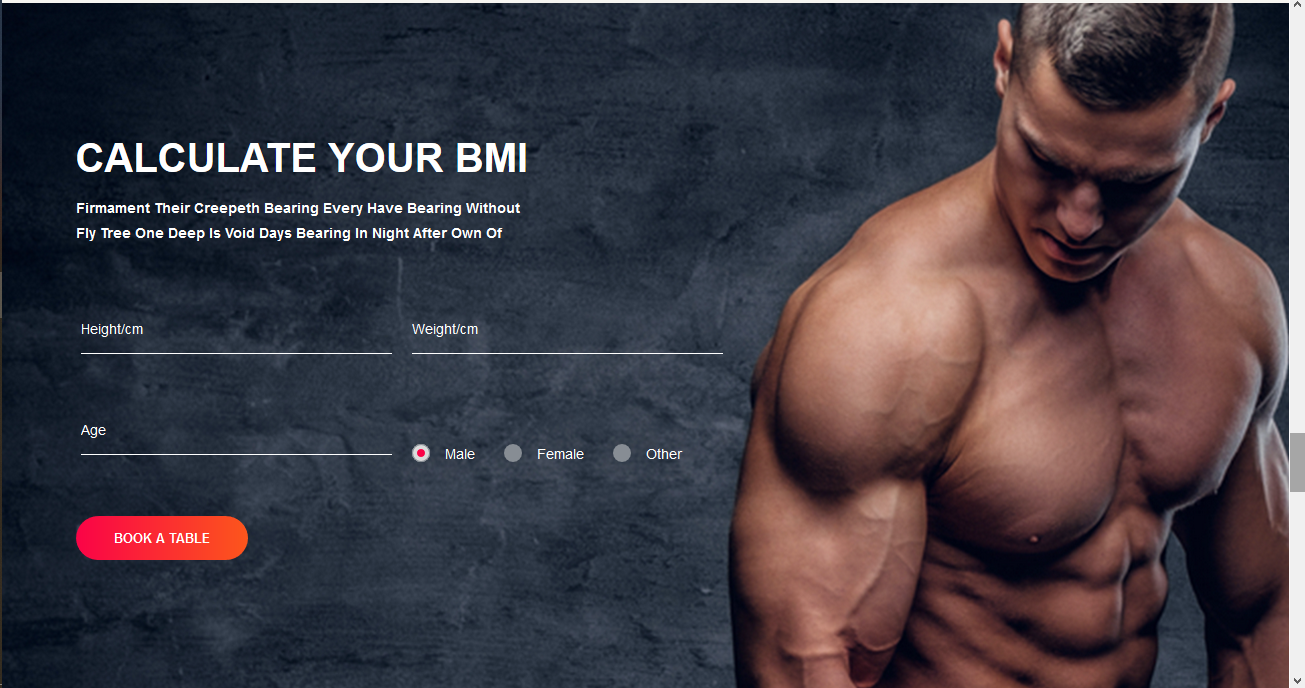 CALCULATE YOUR BMI
Firmament Their Creepeth Bearing Every Have Bearing Without
Fly Tree One Deep Is Void Days Bearing In Night After Own Of
Height/cm Weight/cm
Age
Male Female Other
BOOK A TABLE